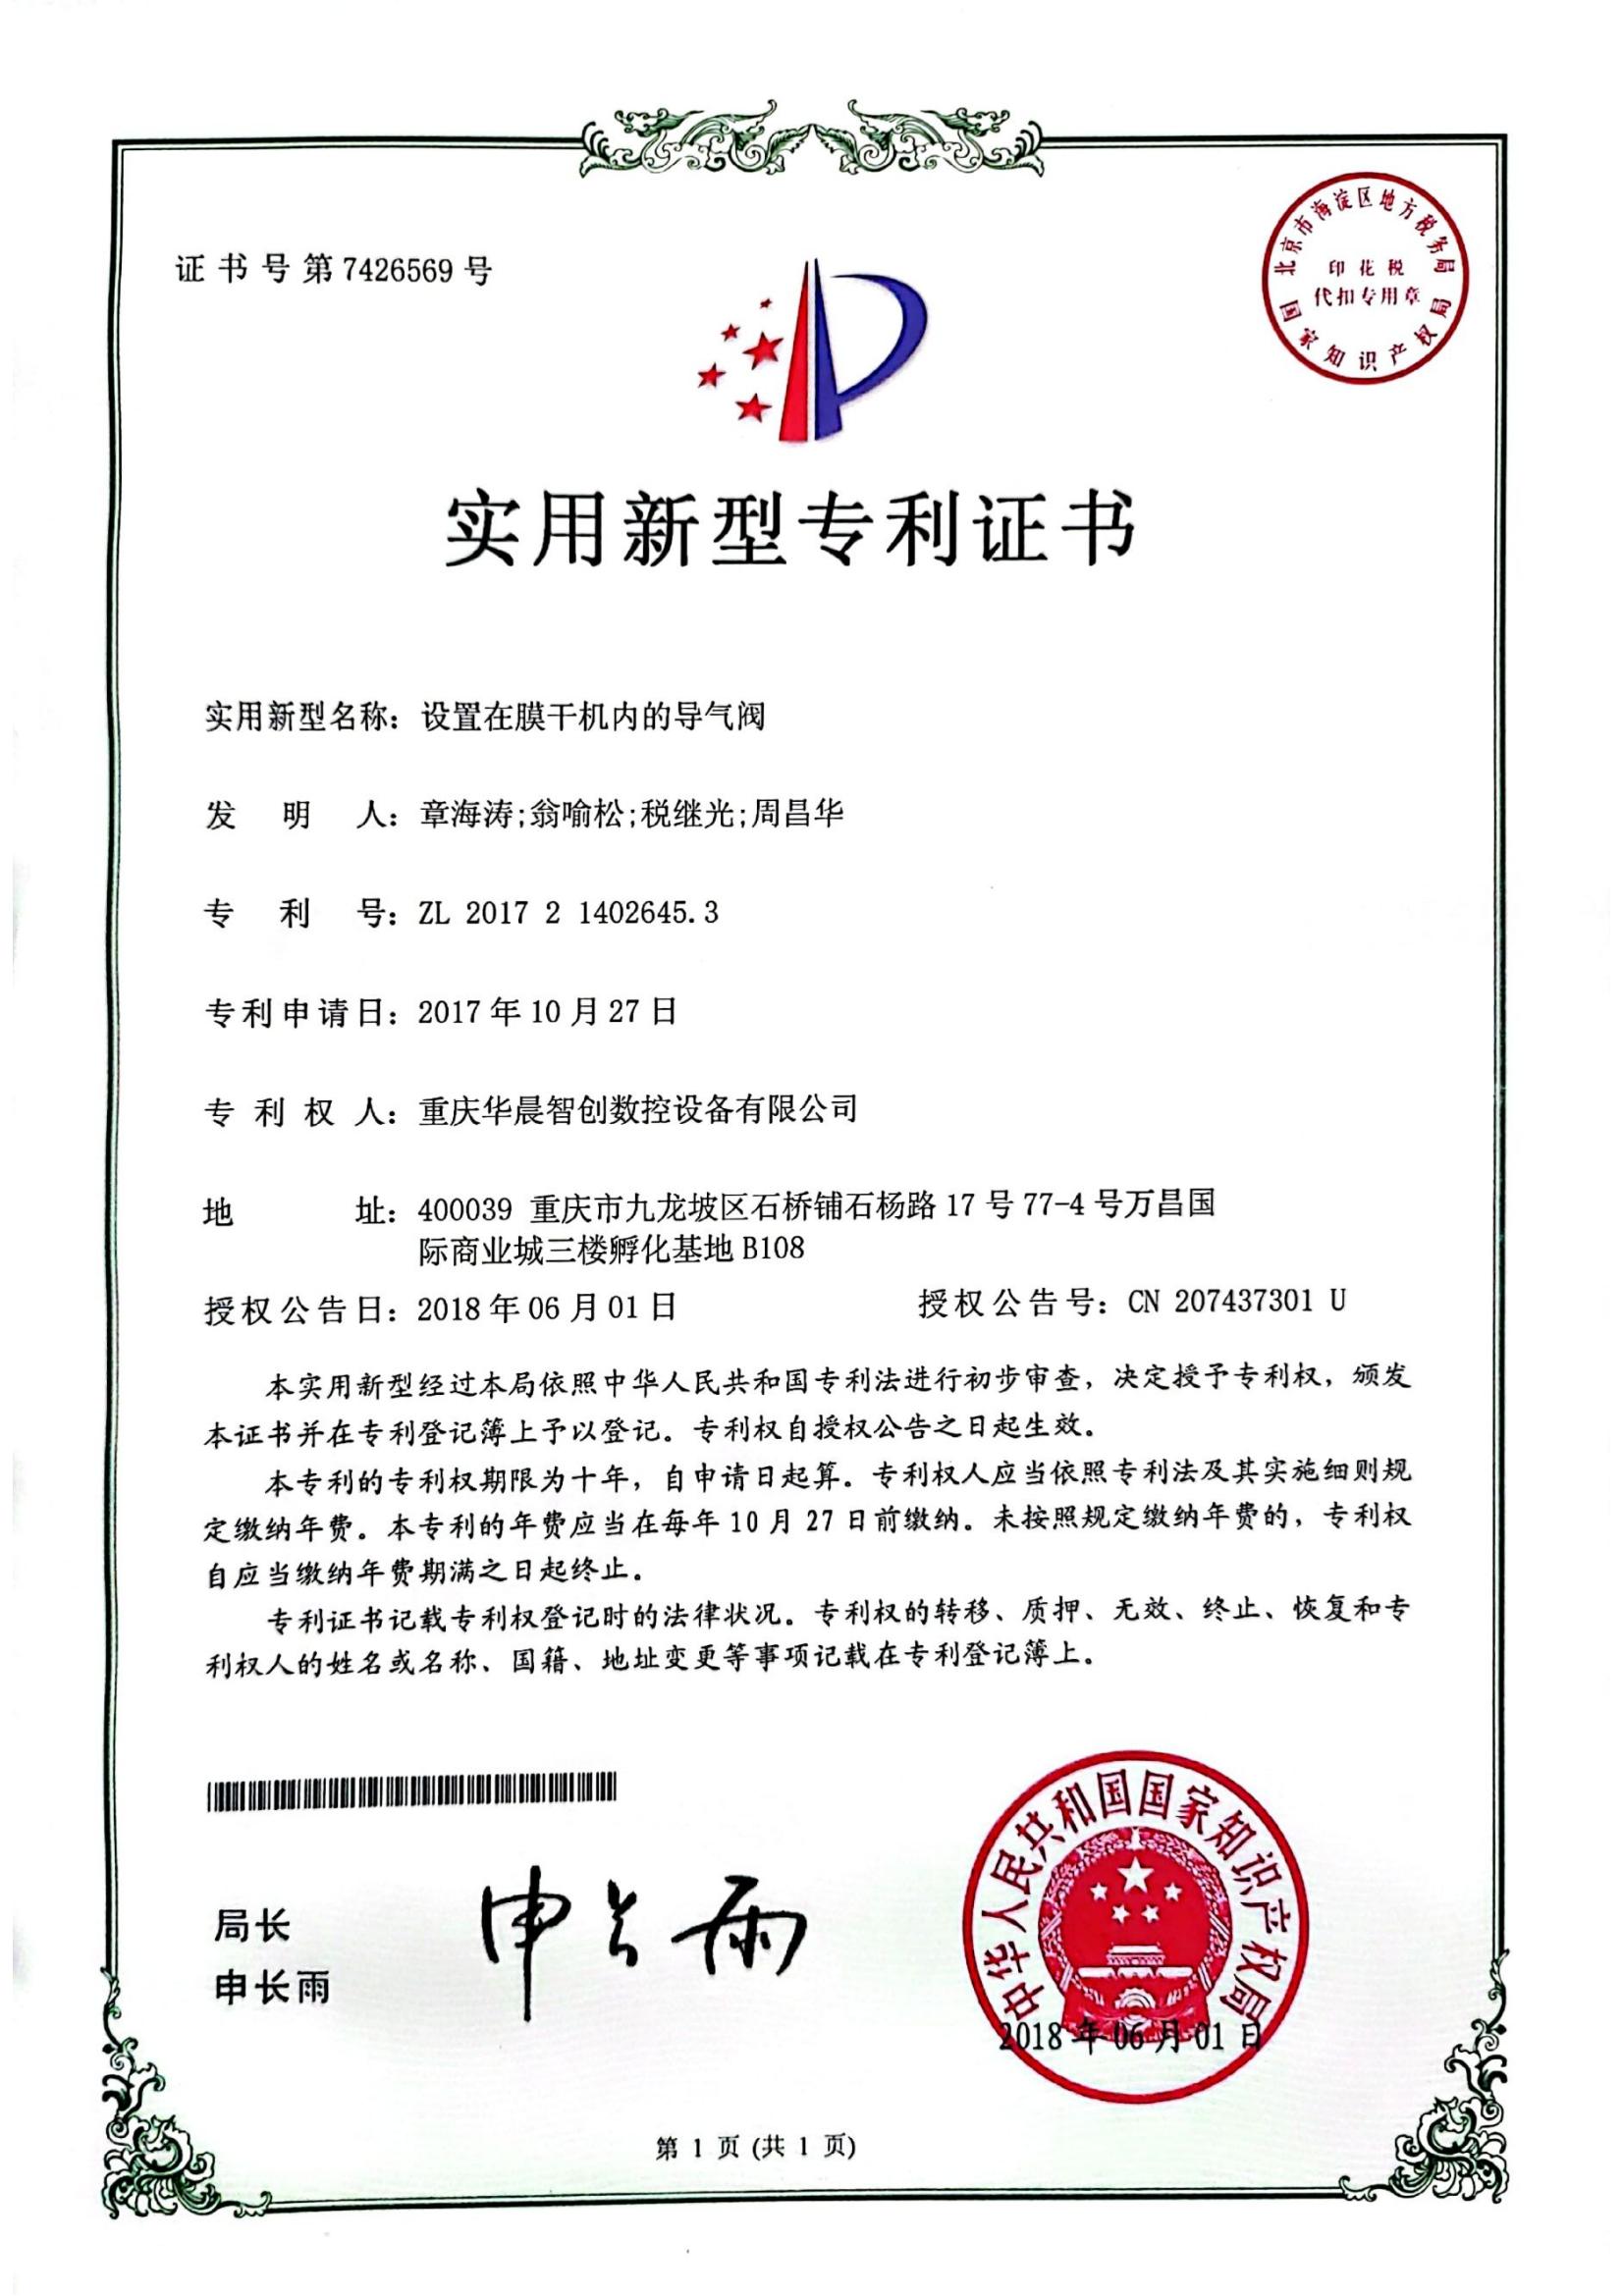 证书号第7426569号
北京市海淀区地方税务局
印花税
代扣专用章
国家知识产权局
实用新型专利证书
实用新型名称：设置在膜干机内的导气阀
发明人：章海涛;翁喻松;税继光;周昌华
专利号：ZL 2017 2 1402645.3
专利申请日：2017年10月27日
专利权人：重庆华晨智创数控设备有限公司
地址：400039 重庆市九龙坡区石桥铺石杨路17号77-4号万昌国
际商业城三楼孵化基地B108
授权公告日：2018年06月01日 授权公告号：CN 207437301 U
本实用新型经过本局依照中华人民共和国专利法进行初步审查，决定授予专利权，颁发
本证书并在专利登记簿上予以登记。专利权自授权公告之日起生效。
本专利的专利权期限为十年，自申请日起算。专利权人应当依照专利法及其实施细则规
定缴纳年费。本专利的年费应当在每年10月27日前缴纳。未按照规定缴纳年费的，专利权
自应当缴纳年费期满之日起终止。
专利证书记载专利权登记时的法律状况。专利权的转移、质押、无效、终止、恢复和专
利权人的姓名或名称、国籍、地址变更等事项记载在专利登记簿上。
局长
申长雨
申长雨
中华人民共和国国家知识产权局
2018年06月01日
第 1 页 (共 1 页)